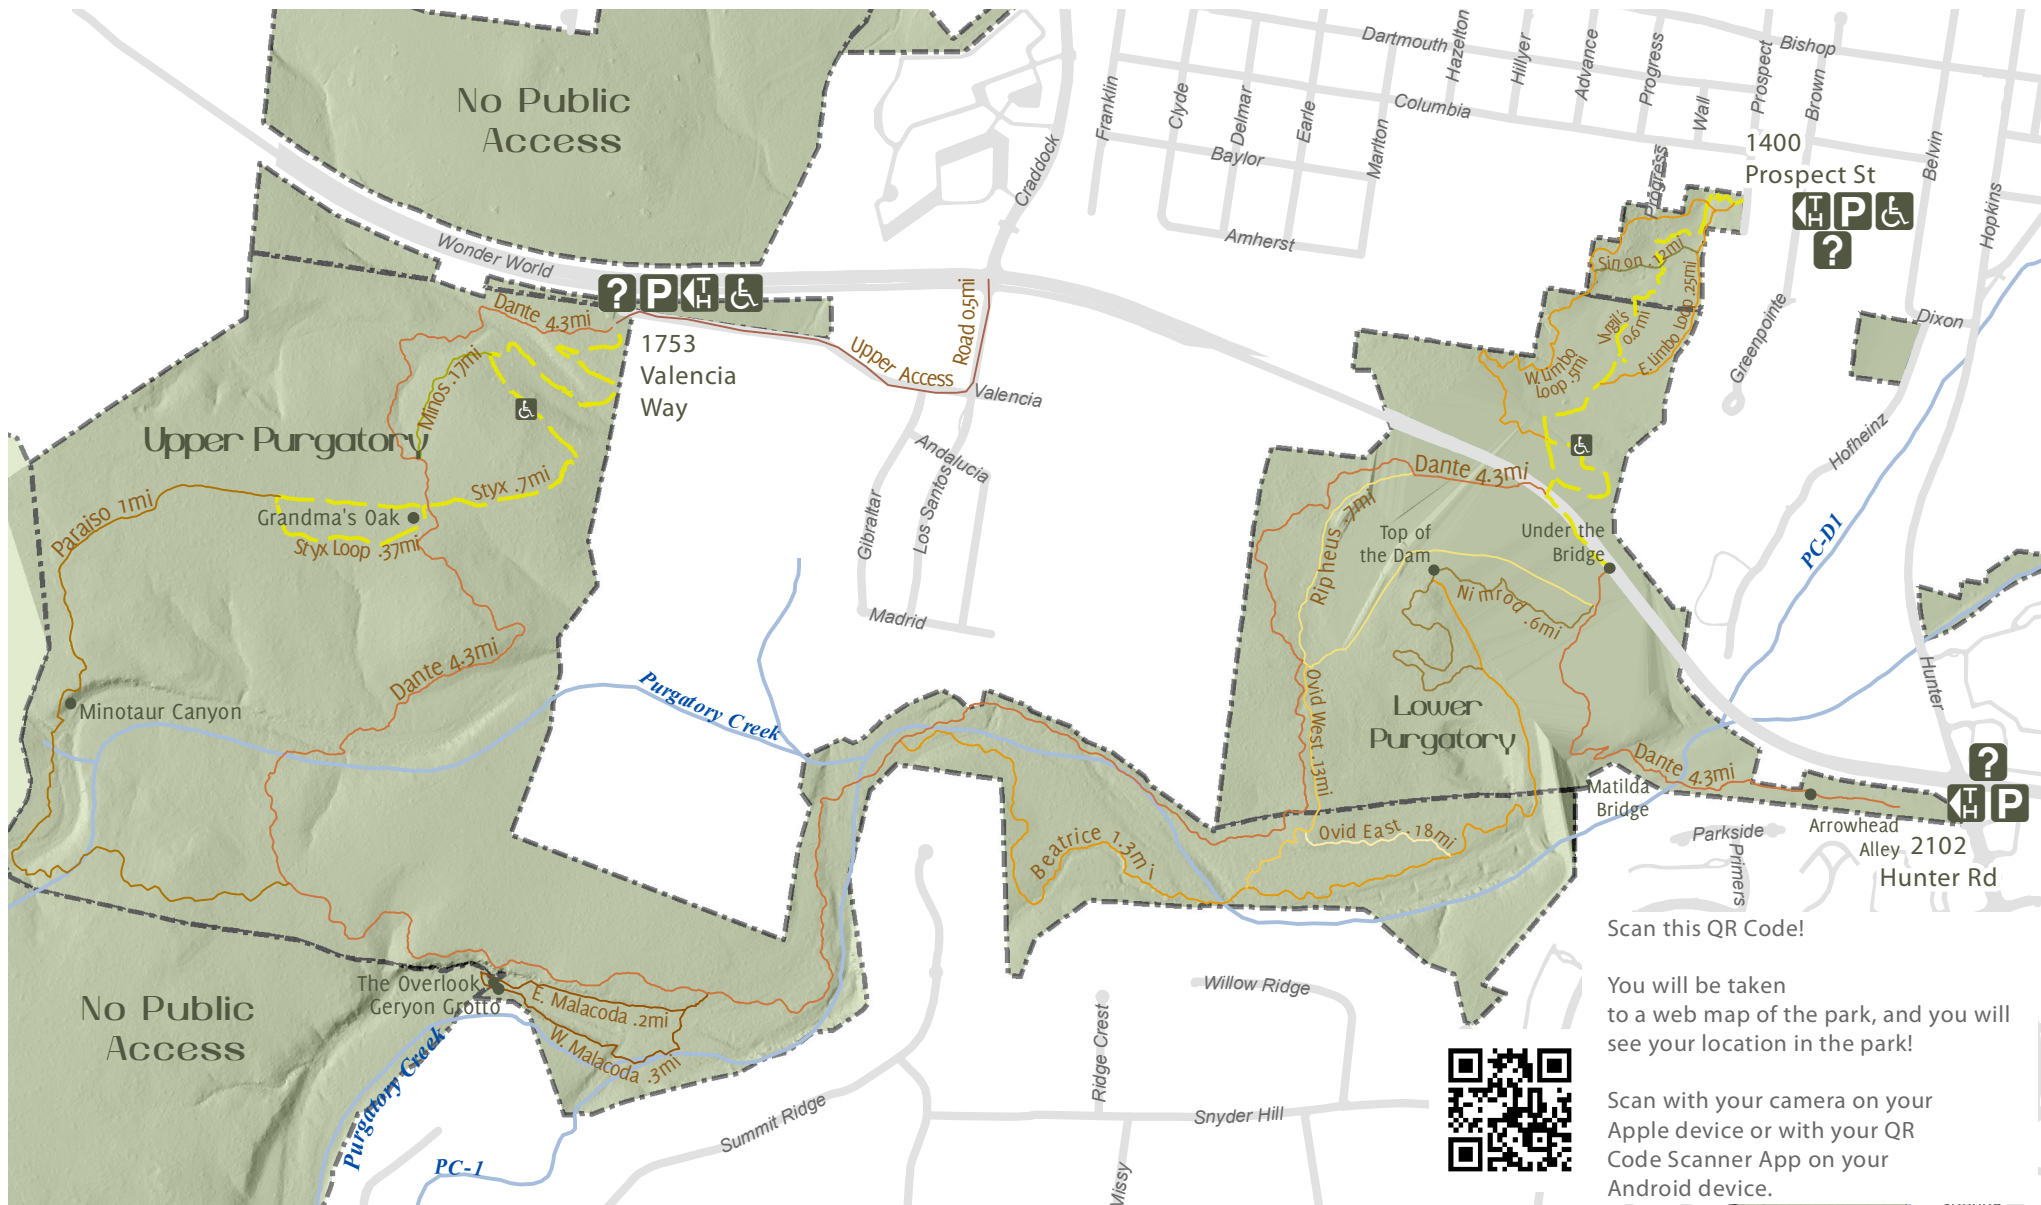 No Public
Access
Dartmouth
Hazelton
Hillyer
Advance
Progress
Prospect
Bishop
Brown
Franklin
Clyde
Delmar
Earle
Marlton
Columbia
Wall
Baylor
Amherst
Craddock
Belvin
Hopkins
Progress
1400
Prospect St
TH P
?
Wonder World
? P TH
Dante 4.3mi
1753
Valencia
Way
Upper Access
Road 0.5mi
Valencia
Sinon .12mi
Virgil's
0.6mi
E. Limbo Loop .25mi
W. Limbo
Loop .5mi
Greenpointe
Dixon
Hofheinz
Minos .17mi
Upper Purgatory
Styx .7mi
Paraiso 1mi
Grandma's Oak
Styx Loop .37mi
Andalucia
Gibraltar
Los Santos
Madrid
Dante 4.3mi
Ripheus .7mi
Top of
the Dam
Under the
Bridge
Nimrod .6mi
PC-D1
Dante 4.3mi
Minotaur Canyon
Purgatory Creek
Ovid West .13mi
Lower
Purgatory
Hunter
Dante 4.3mi
Matilda
Bridge
?
TH P
Arrowhead
Alley
2102
Hunter Rd
Parkside
Primers
Beatrice 1.3mi
Ovid East .18mi
The Overlook
Geryon Grotto
E. Malacoda .2mi
W. Malacoda .3mi
No Public
Access
Purgatory Creek
PC-1
Summit Ridge
Willow Ridge
Ridge Crest
Snyder Hill
Missy
Scan this QR Code!
You will be taken
to a web map of the park, and you will
see your location in the park!
Scan with your camera on your
Apple device or with your QR
Code Scanner App on your
Android device.